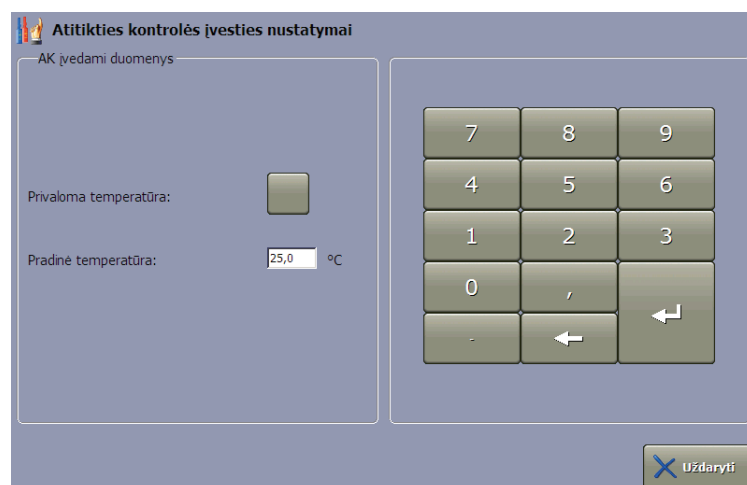 Atitikties kontrolės įvesties nustatymai
AK įvedami duomenys
Privaloma temperatūra:
Pradinė temperatūra: 25,0 ºC
7 8 9
4 5 6
1 2 3
0 ,
-
Uždaryti